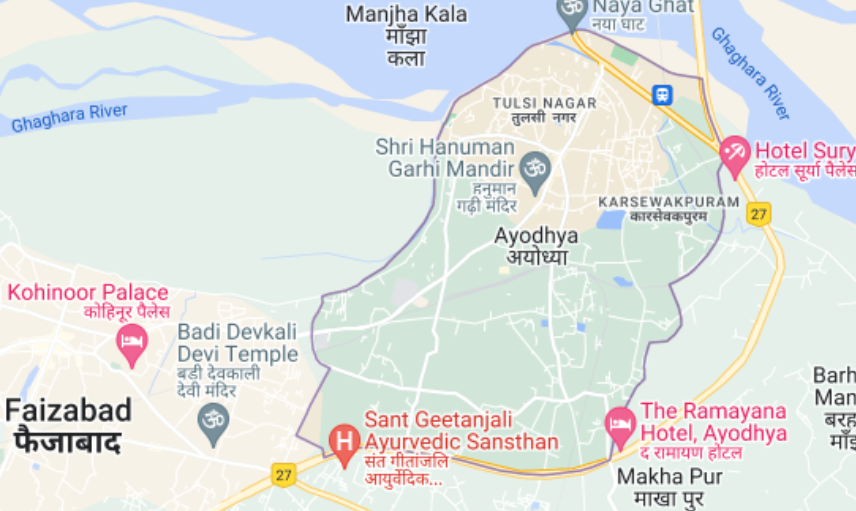 Manjha Kala
माँझा
कला
Naya Ghat
नया घाट
Ghaghara River
Ghaghara River
TULSI NAGAR
तुलसी नगर
Shri Hanuman
Garhi Mandir
हनुमान
गढ़ी मंदिर
Hotel Sury
होटल सूर्या पैलेस
KARSEWAKPURAM
कारसेवकपुरम
27
Ayodhya
अयोध्या
Kohinoor Palace
कोहिनूर पैलेस
Badi Devkali
Devi Temple
बड़ी देवकाली
देवी मंदिर
Faizabad
फैजाबाद
Sant Geetanjali
Ayurvedic Sansthan
संत गीतांजलि
आयुर्वेदिक...
H
27
The Ramayana
Hotel, Ayodhya
द रामायण होटल
Makha Pur
माखा पुर
Barh
Man
बरह